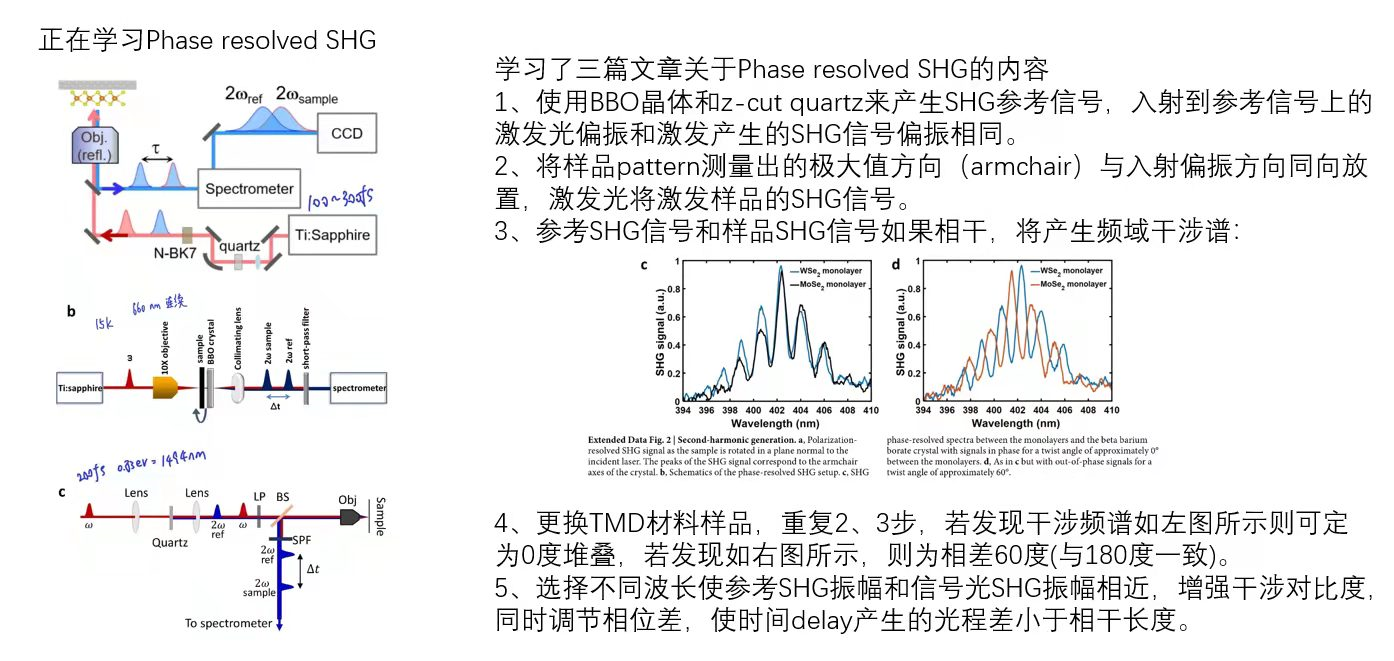 正在学习Phase resolved SHG
2ωref 2ωsample
CCD
Obj.
(refl.)
τ
Spectrometer
100~300fs
Ti:Sapphire
quartz
N-BK7
b
15k
660nm 连续
Ti:sapphire
ω
10X objective
sample
BBO crystal
Collimating lens
2ω sample
2ω ref
short-pass filter
Δt
spectrometer
200fs 0.83eV=1494nm
c
Lens
Lens
LP
BS
Obj
Sample
ω
Quartz
2ω
ref
ω
SPF
2ω
ref
Δt
2ω
sample
To spectrometer
学习了三篇文章关于Phase resolved SHG的内容
1、使用BBO晶体和z-cut quartz来产生SHG参考信号，入射到参考信号上的
激发光偏振和激发产生的SHG信号偏振相同。
2、将样品pattern测量出的极大值方向（armchair）与入射偏振方向同向放
置，激发光将激发样品的SHG信号。
3、参考SHG信号和样品SHG信号如果相干，将产生频域干涉谱：
c
WSe2 monolayer
MoSe2 monolayer
SHG signal (a.u.)
1
0.8
0.6
0.4
0.2
0
394 396 398 400 402 404 406 408 410
Wavelength (nm)
d
WSe2 monolayer
MoSe2 monolayer
SHG signal (a.u.)
1
0.8
0.6
0.4
0.2
0
394 396 398 400 402 404 406 408 410
Wavelength (nm)
Extended Data Fig. 2 | Second-harmonic generation. a, Polarization-
resolved SHG signal as the sample is rotated in a plane normal to the
incident laser. The peaks of the SHG signal correspond to the armchair
axes of the crystal. b, Schematics of the phase-resolved SHG setup. c, SHG
phase-resolved spectra between the monolayers and the beta barium
borate crystal with signals in phase for a twist angle of approximately 0°
between the monolayers. d, As in c but with out-of-phase signals for a
twist angle of approximately 60°.
4、更换TMD材料样品，重复2、3步，若发现干涉频谱如左图所示则可定
为0度堆叠，若发现如右图所示，则为相差60度(与180度一致)。
5、选择不同波长使参考SHG振幅和信号光SHG振幅相近，增强干涉对比度，
同时调节相位差，使时间delay产生的光程差小于相干长度。